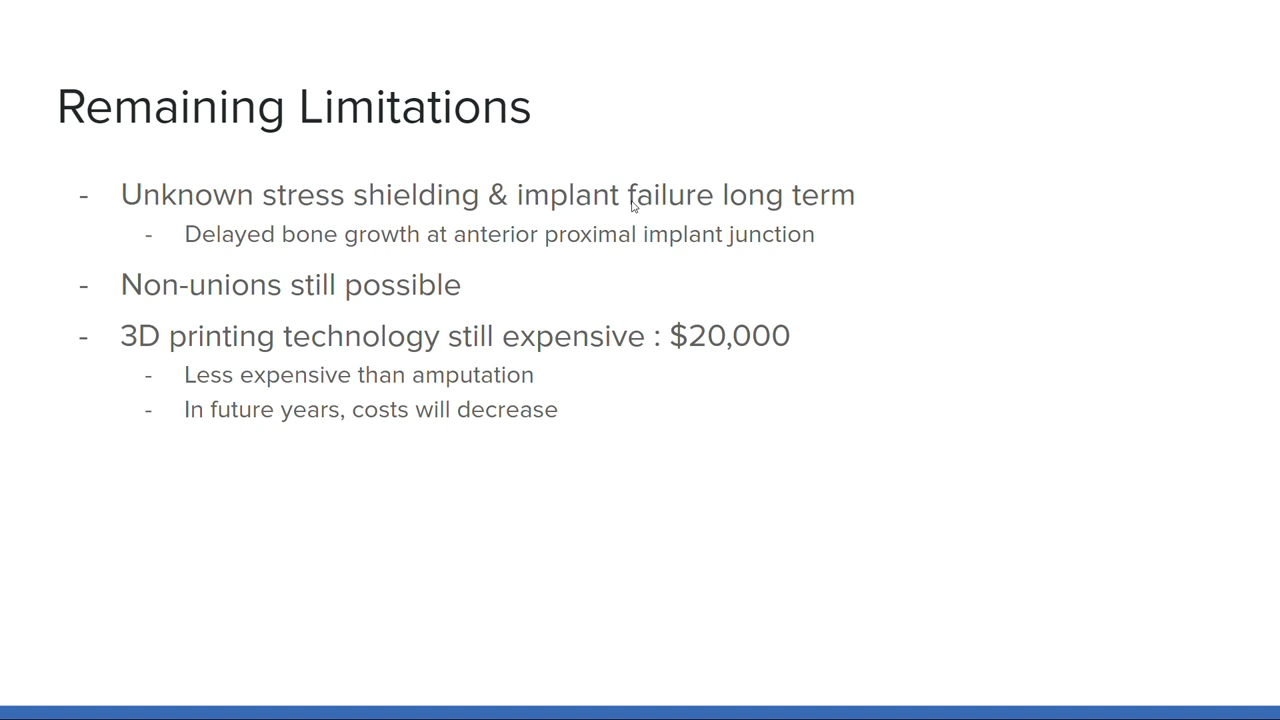 Remaining Limitations
- Unknown stress shielding & implant failure long term
- Delayed bone growth at anterior proximal implant junction
- Non-unions still possible
- 3D printing technology still expensive : $20,000
- Less expensive than amputation
- In future years, costs will decrease